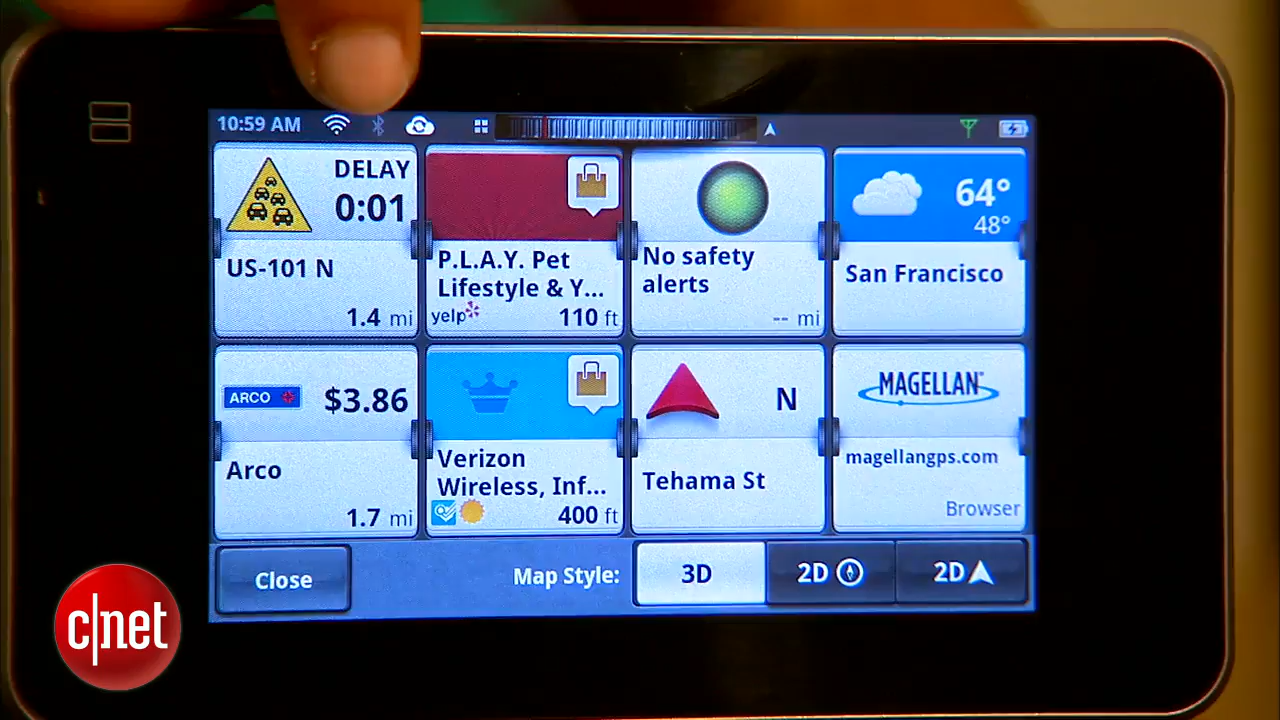 10:59 AM
DELAY
0:01
US-101 N
1.4 mi
P.L.A.Y. Pet
Lifestyle & Y...
yelp
110 ft
No safety
alerts
-- mi
64°
48°
San Francisco
ARCO
$3.86
Arco
1.7 mi
Verizon
Wireless, Inf...
400 ft
N
Tehama St
MAGELLAN
magellangps.com
Browser
Close
Map Style:
3D
2D
2D
c|net